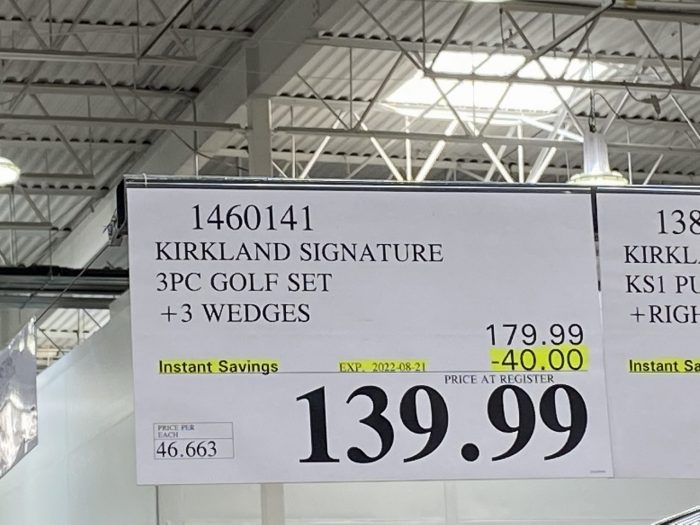 1460141
KIRKLAND SIGNATURE
3PC GOLF SET
+3 WEDGES
179.99
Instant Savings EXP. 2022-08-21 -40.00
PRICE AT REGISTER
139.99
PRICE PER
EACH
46.663
138
KIRKL
KS1 PU
+RIGH
Instant Sa